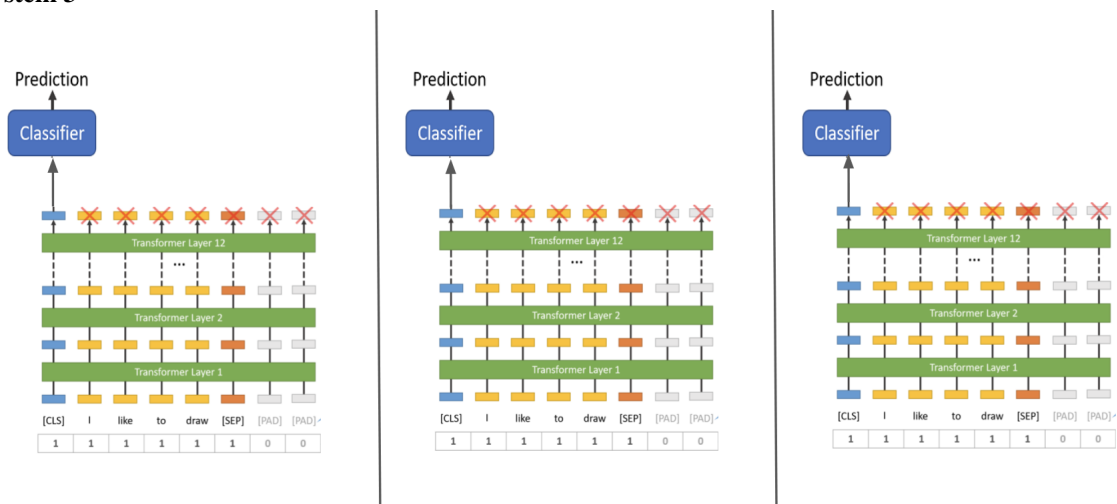 Prediction
Classifier
Transformer Layer 12
...
Transformer Layer 2
Transformer Layer 1
[CLS] I like to draw [SEP] [PAD] [PAD]
1 1 1 1 1 1 0 0
Prediction
Classifier
Transformer Layer 12
...
Transformer Layer 2
Transformer Layer 1
[CLS] I like to draw [SEP] [PAD] [PAD]
1 1 1 1 1 1 0 0
Prediction
Classifier
Transformer Layer 12
...
Transformer Layer 2
Transformer Layer 1
[CLS] I like to draw [SEP] [PAD] [PAD]
1 1 1 1 1 1 0 0